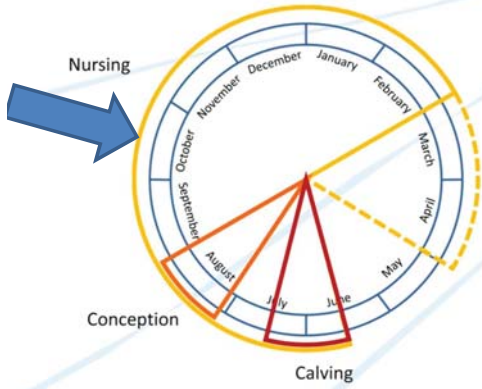 Nursing
January
February
March
April
May
June
July
August
September
October
November
December
Conception
Calving